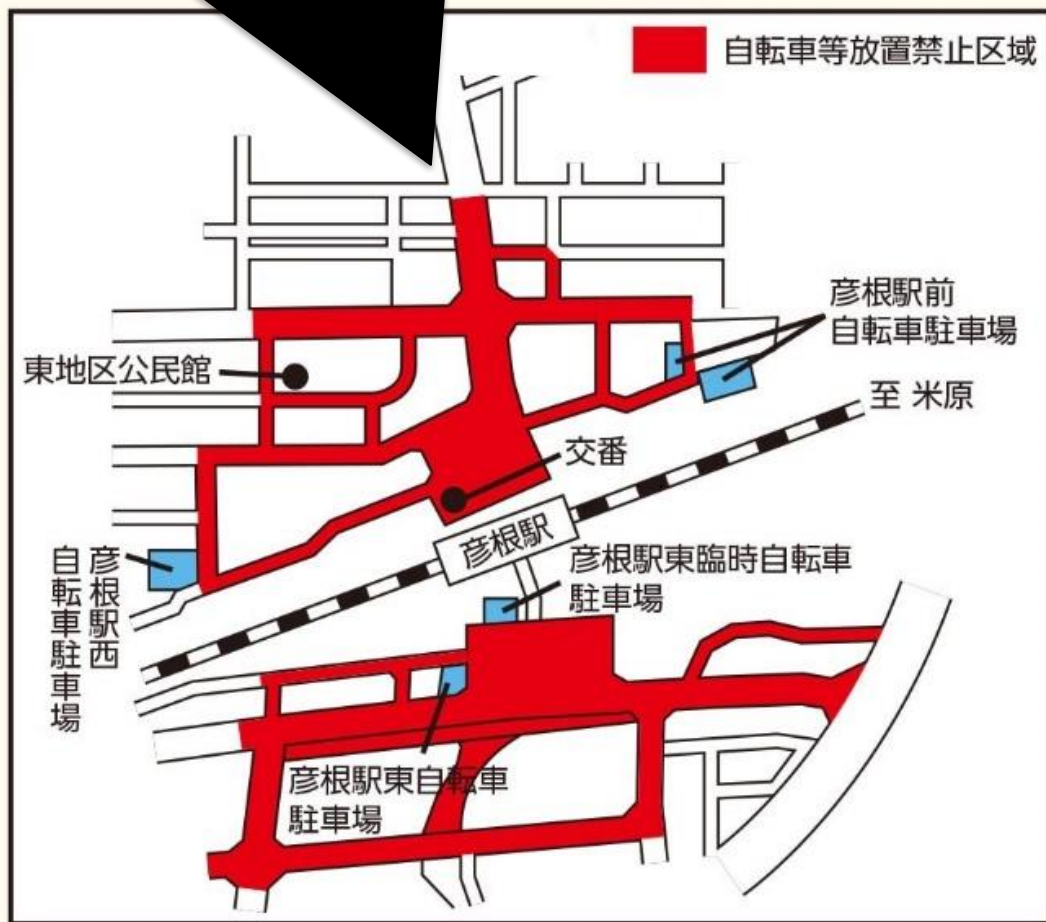 自転車等放置禁止区域
彦根駅前
自転車駐車場
東地区公民館
至 米原
交番
彦根駅
彦根駅東臨時自転車
駐車場
彦根駅西
自転車駐車場
彦根駅東自転車
駐車場